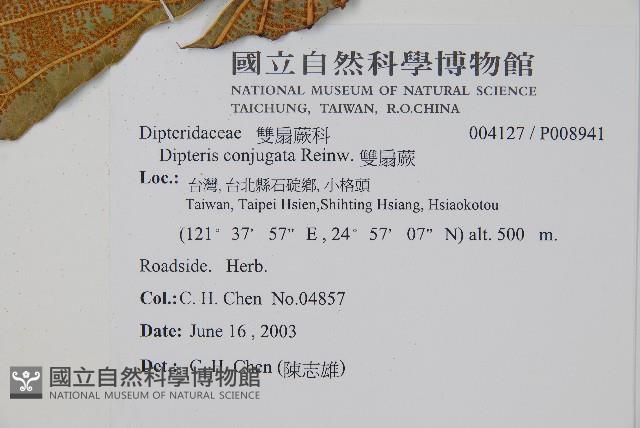 國立自然科學博物館
NATIONAL MUSEUM OF NATURAL SCIENCE
TAICHUNG, TAIWAN, R.O.CHINA
Dipteridaceae 雙扇蕨科 004127 / P008941
Dipteris conjugata Reinw. 雙扇蕨
Loc.: 台灣, 台北縣石碇鄉, 小格頭
Taiwan, Taipei Hsien,Shihting Hsiang, Hsiaokotou
(121° 37' 57" E , 24° 57' 07" N) alt. 500 m.
Roadside. Herb.
Col.: C. H. Chen No.04857
Date: June 16 , 2003
Det.: C. H. Chen (陳志雄)
國立自然科學博物館
NATIONAL MUSEUM OF NATURAL SCIENCE